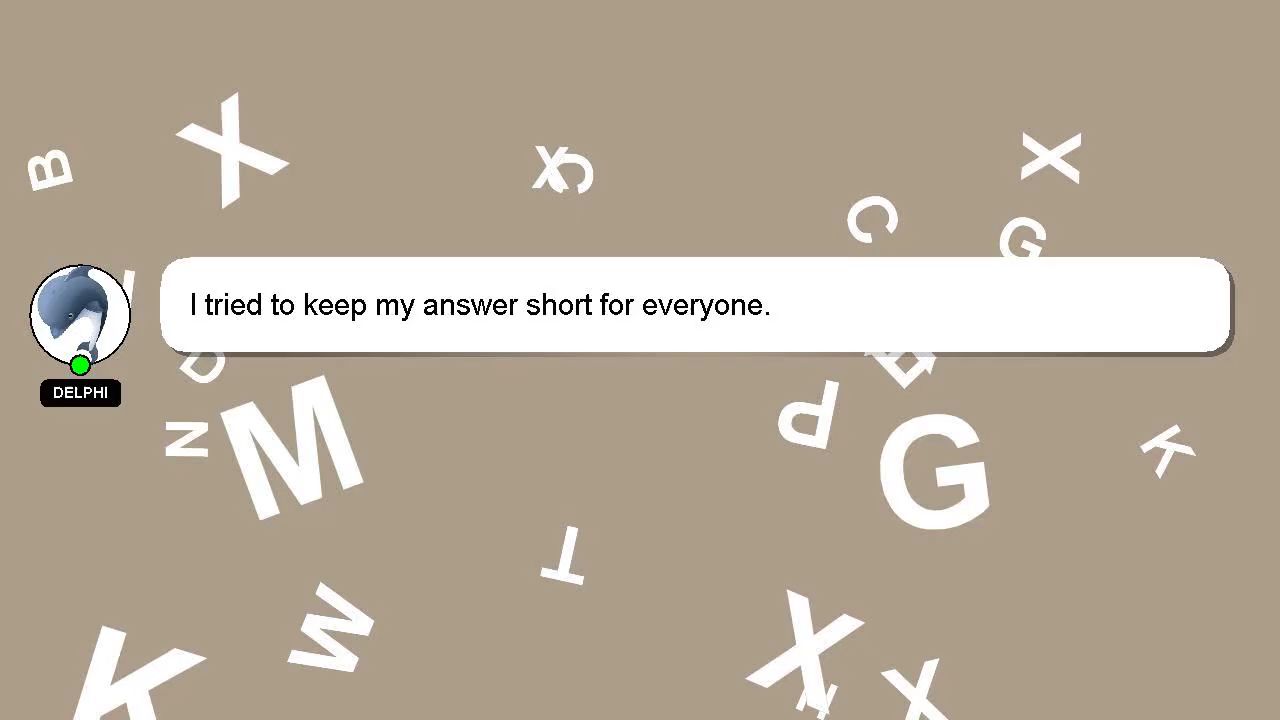 B
X
X
C
X
C
G
I tried to keep my answer short for everyone.
DELPHI
D
N
M
P
G
K
T
W
K
X
X